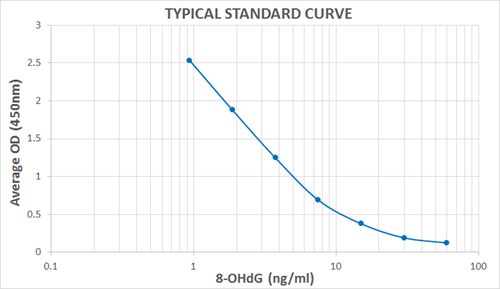 TYPICAL STANDARD CURVE
3
2.5
2
1.5
1
0.5
0
Average OD (450nm)
0.1 1 10 100
8-OHdG (ng/ml)